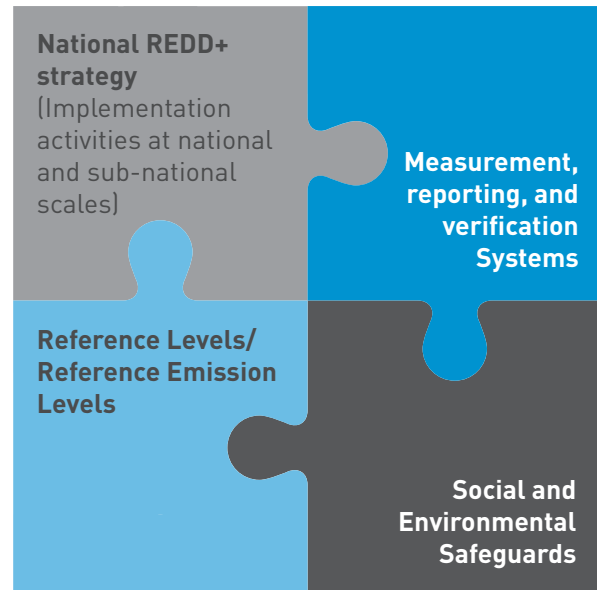 National REDD+
strategy
(Implementation
activities at national
and sub-national
scales)
Measurement,
reporting, and
verification
Systems
Reference Levels/
Reference Emission
Levels
Social and
Environmental
Safeguards